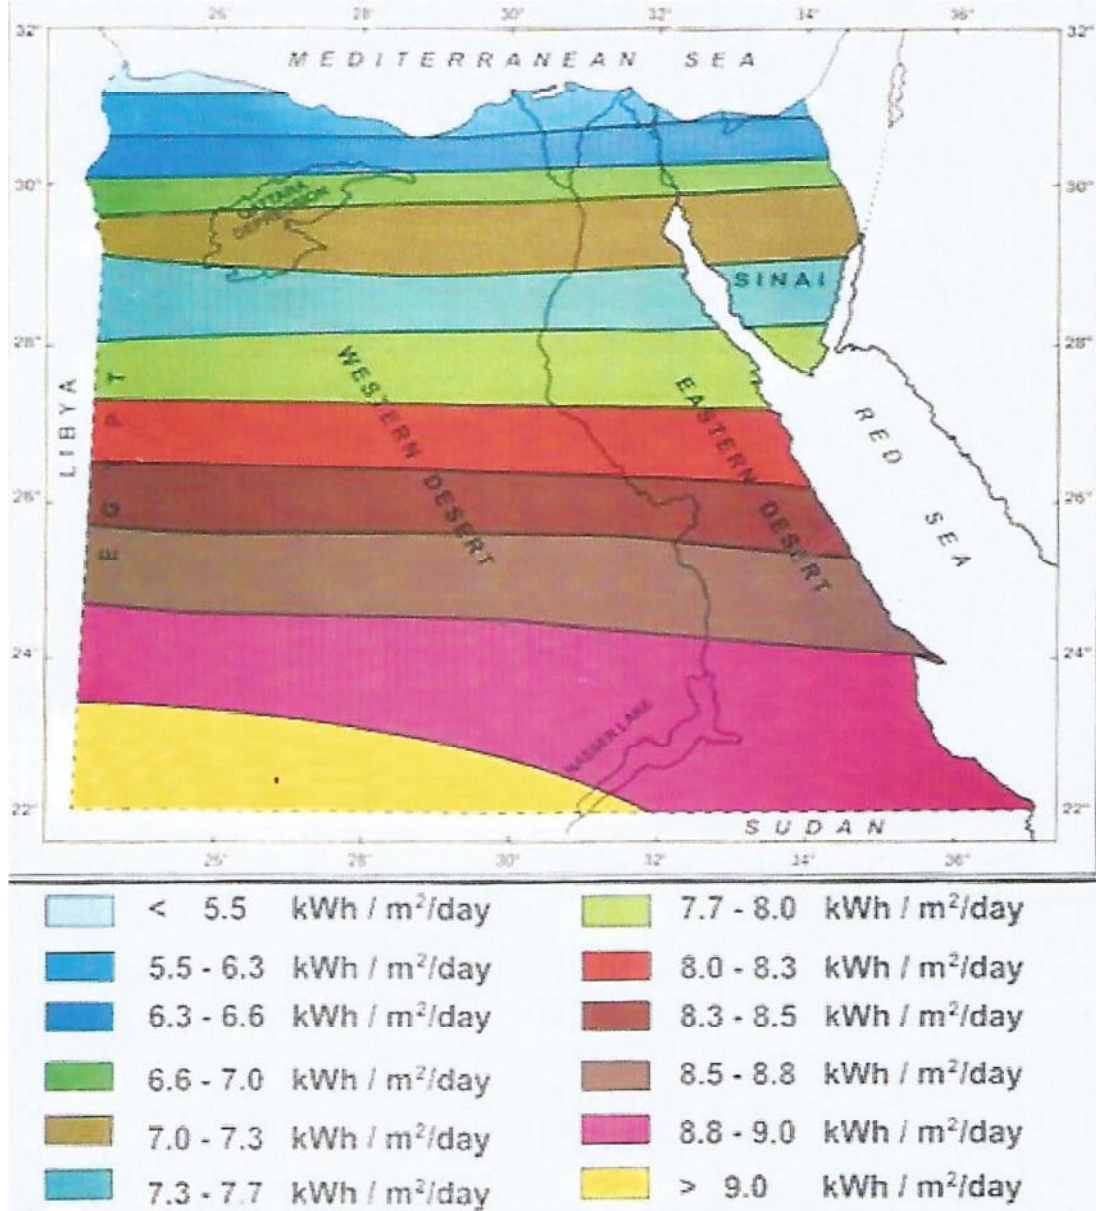 26° 28° 30° 32° 34° 36°
32° 32°
MEDITERRANEAN SEA
30° 30°
QATTARA
DEPRESSION
SINAI
28° 28°
LIBYA
EGYPT
WESTERN DESERT
EASTERN DESERT
RED SEA
26° 26°
24° 24°
NASSER LAKE
22° 22°
SUDAN
26° 28° 30° 32° 34° 36°
< 5.5 kWh / m²/day
5.5 - 6.3 kWh / m²/day
6.3 - 6.6 kWh / m²/day
6.6 - 7.0 kWh / m²/day
7.0 - 7.3 kWh / m²/day
7.3 - 7.7 kWh / m²/day
7.7 - 8.0 kWh / m²/day
8.0 - 8.3 kWh / m²/day
8.3 - 8.5 kWh / m²/day
8.5 - 8.8 kWh / m²/day
8.8 - 9.0 kWh / m²/day
> 9.0 kWh / m²/day